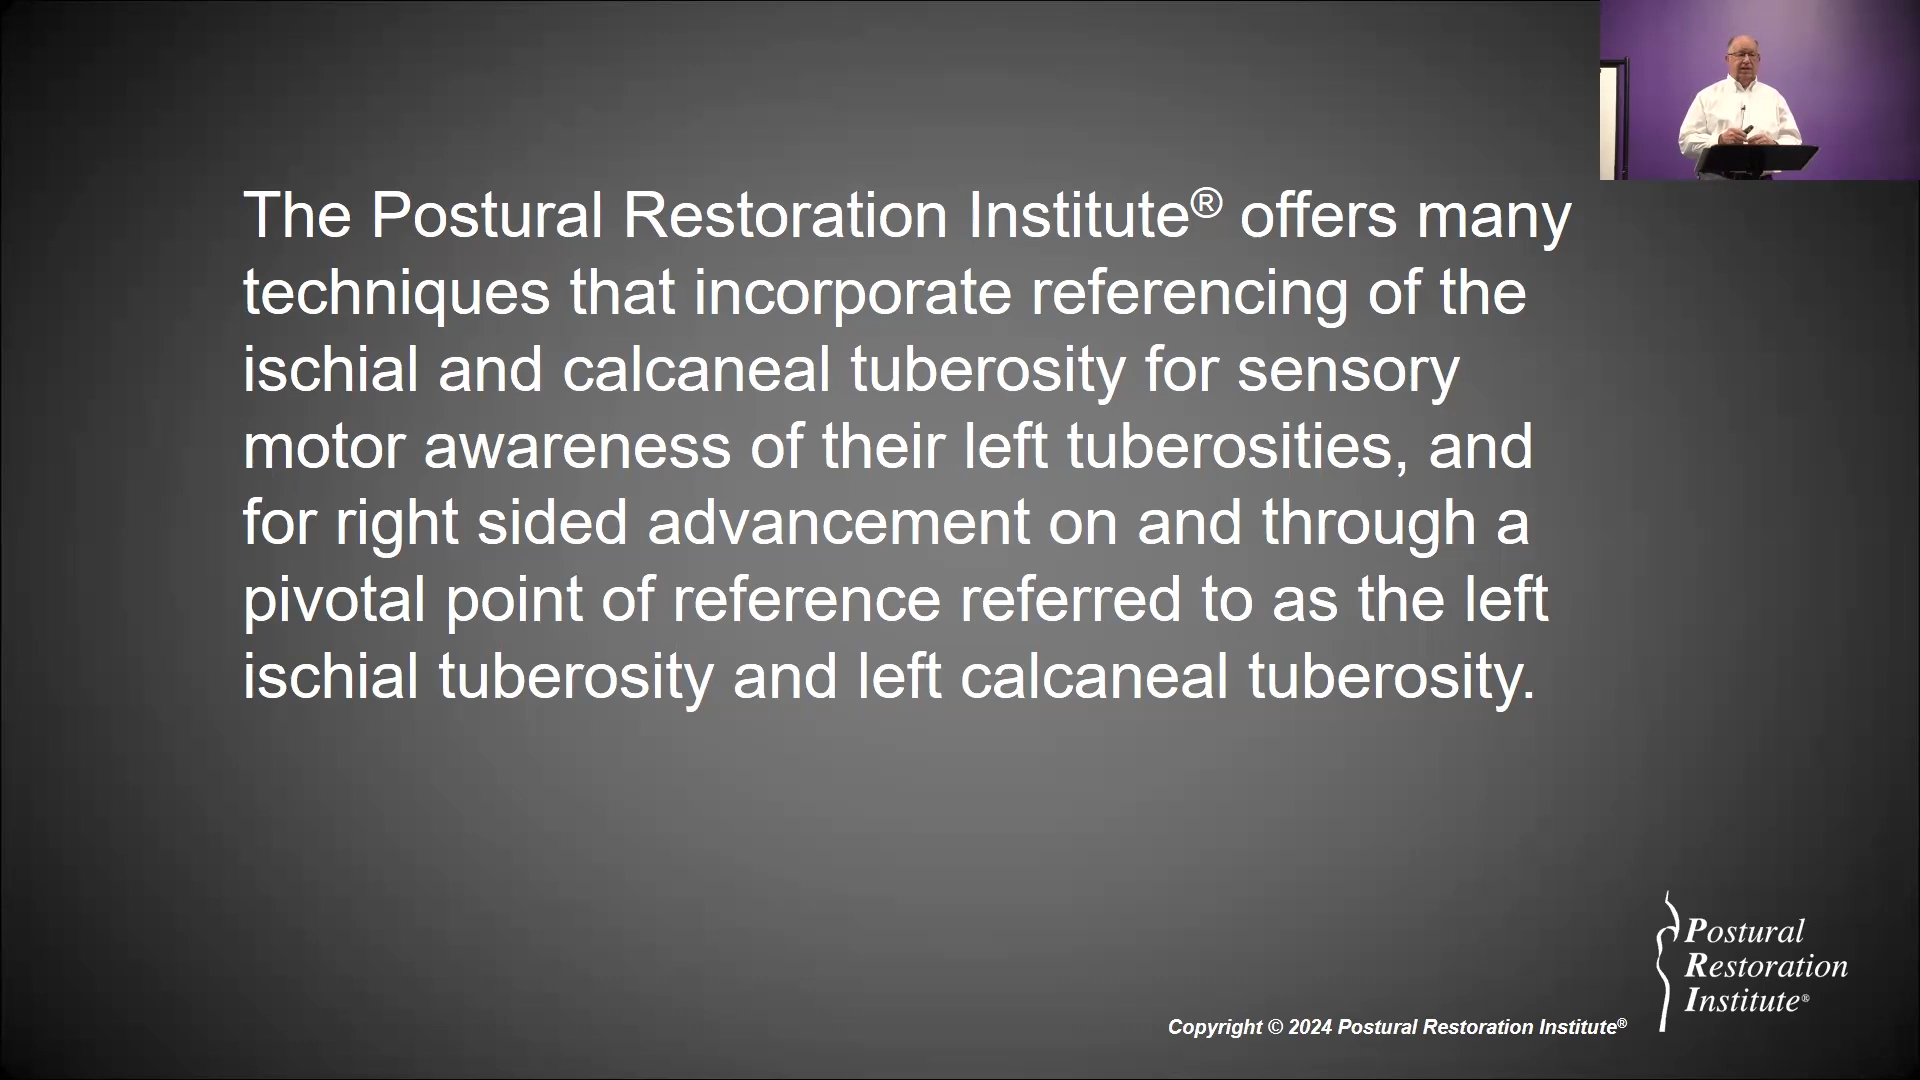 The Postural Restoration Institute® offers many
techniques that incorporate referencing of the
ischial and calcaneal tuberosity for sensory
motor awareness of their left tuberosities, and
for right sided advancement on and through a
pivotal point of reference referred to as the left
ischial tuberosity and left calcaneal tuberosity.
Postural
Restoration
Institute®
Copyright © 2024 Postural Restoration Institute®